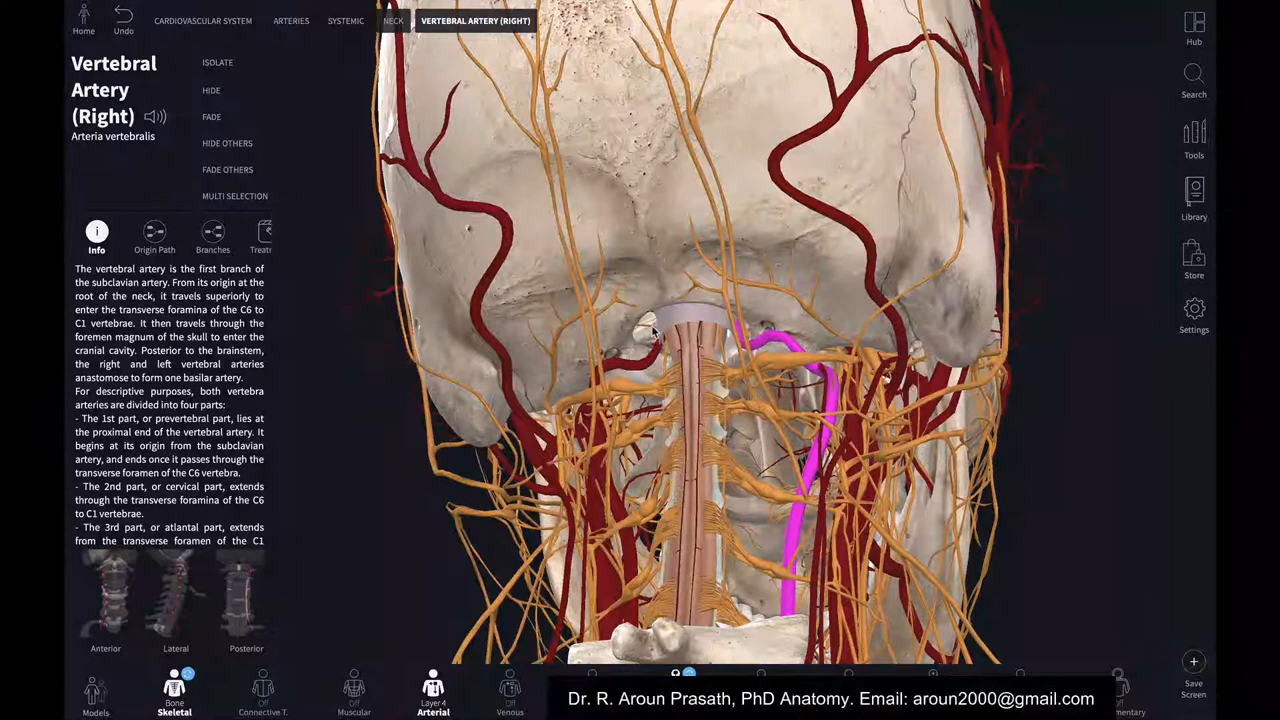 Home
Undo
CARDIOVASCULAR SYSTEM
ARTERIES
SYSTEMIC
NECK
VERTEBRAL ARTERY (RIGHT)
Hub
Vertebral
Artery
(Right)
Arteria vertebralis
ISOLATE
HIDE
FADE
HIDE OTHERS
FADE OTHERS
MULTI SELECTION
Search
Tools
Library
Store
Settings
Info
Origin Path
Branches
Treatr
The vertebral artery is the first branch of
the subclavian artery. From its origin at the
root of the neck, it travels superiorly to
enter the transverse foramina of the C6 to
C1 vertebrae. It then travels through the
foremen magnum of the skull to enter the
cranial cavity. Posterior to the brainstem,
the right and left vertebral arteries
anastomose to form one basilar artery.
For descriptive purposes, both vertebra
arteries are divided into four parts:
- The 1st part, or prevertebral part, lies at
the proximal end of the vertebral artery. It
begins at its origin from the subclavian
artery, and ends once it passes through the
transverse foramen of the C6 vertebra.
- The 2nd part, or cervical part, extends
through the transverse foramina of the C6
to C1 vertebrae.
- The 3rd part, or atlantal part, extends
from the transverse foramen of the C1
Anterior
Lateral
Posterior
Models
Bone
Skeletal
Off
Connective T.
Off
Muscular
Layer 4
Arterial
Off
Venous
Off
mentary
Save
Screen
Dr. R. Aroun Prasath, PhD Anatomy. Email: aroun2000@gmail.com